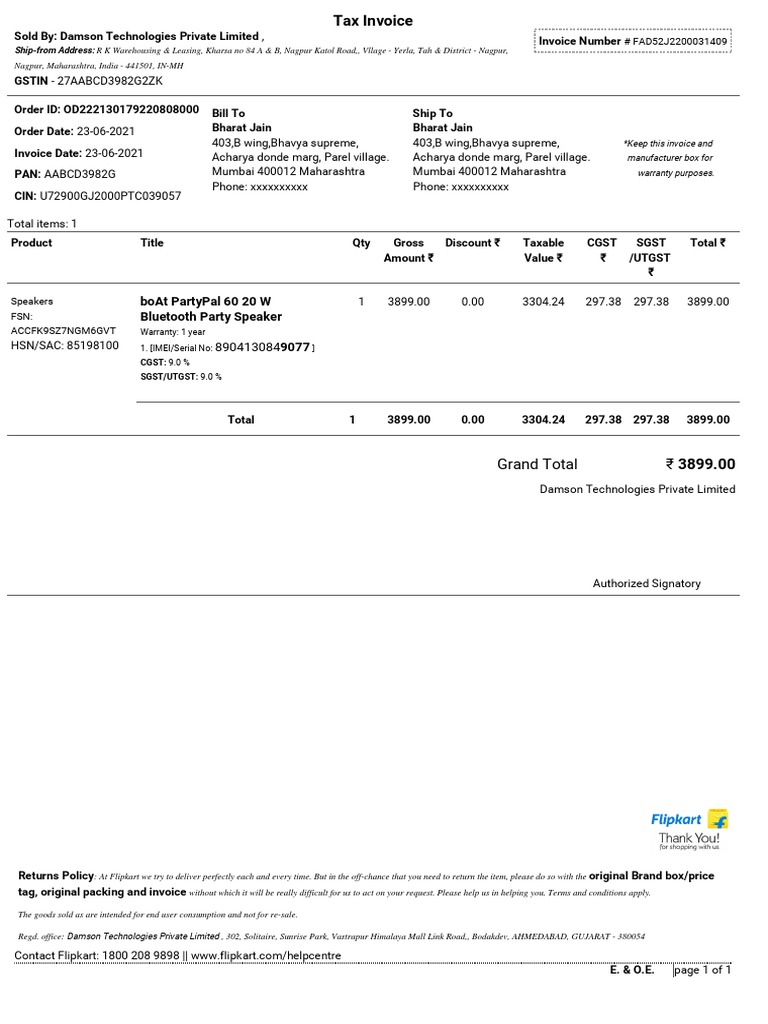 Tax Invoice
Sold By: Damson Technologies Private Limited ,
Invoice Number # FAD52J2200031409
Ship-from Address: R K Warehousing & Leasing, Kharsa no 84 A & B, Nagpur Katol Road,, Vilage - Yerla, Tah & District - Nagpur,
Nagpur, Maharashtra, India - 441501, IN-MH
GSTIN - 27AABCD3982G2ZK
Order ID: OD222130179220808000
Order Date: 23-06-2021
Invoice Date: 23-06-2021
PAN: AABCD3982G
CIN: U72900GJ2000PTC039057
Bill To
Bharat Jain
403,B wing,Bhavya supreme,
Acharya donde marg, Parel village.
Mumbai 400012 Maharashtra
Phone: xxxxxxxxxx
Ship To
Bharat Jain
403,B wing,Bhavya supreme,
Acharya donde marg, Parel village.
Mumbai 400012 Maharashtra
Phone: xxxxxxxxxx
*Keep this invoice and
manufacturer box for
warranty purposes.
Total items: 1
Product Title Qty Gross Amount ₹ Discount ₹ Taxable Value ₹ CGST ₹ SGST /UTGST ₹ Total ₹
Speakers
FSN:
ACCFK9SZ7NGM6GVT
HSN/SAC: 85198100
boAt PartyPal 60 20 W
Bluetooth Party Speaker
Warranty: 1 year
1. [IMEI/Serial No: 8904130849077 ]
CGST: 9.0 %
SGST/UTGST: 9.0 %
1 3899.00 0.00 3304.24 297.38 297.38 3899.00
Total 1 3899.00 0.00 3304.24 297.38 297.38 3899.00
Grand Total ₹ 3899.00
Damson Technologies Private Limited
Authorized Signatory
Flipkart
Thank You!
for shopping with us
Returns Policy: At Flipkart we try to deliver perfectly each and every time. But in the off-chance that you need to return the item, please do so with the original Brand box/price
tag, original packing and invoice without which it will be really difficult for us to act on your request. Please help us in helping you. Terms and conditions apply.
The goods sold as are intended for end user consumption and not for re-sale.
Regd. office: Damson Technologies Private Limited , 302, Solitaire, Sunrise Park, Vastrapur Himalaya Mall Link Road,, Bodakdev, AHMEDABAD, GUJARAT - 380054
Contact Flipkart: 1800 208 9898 || www.flipkart.com/helpcentre
E. & O.E. page 1 of 1